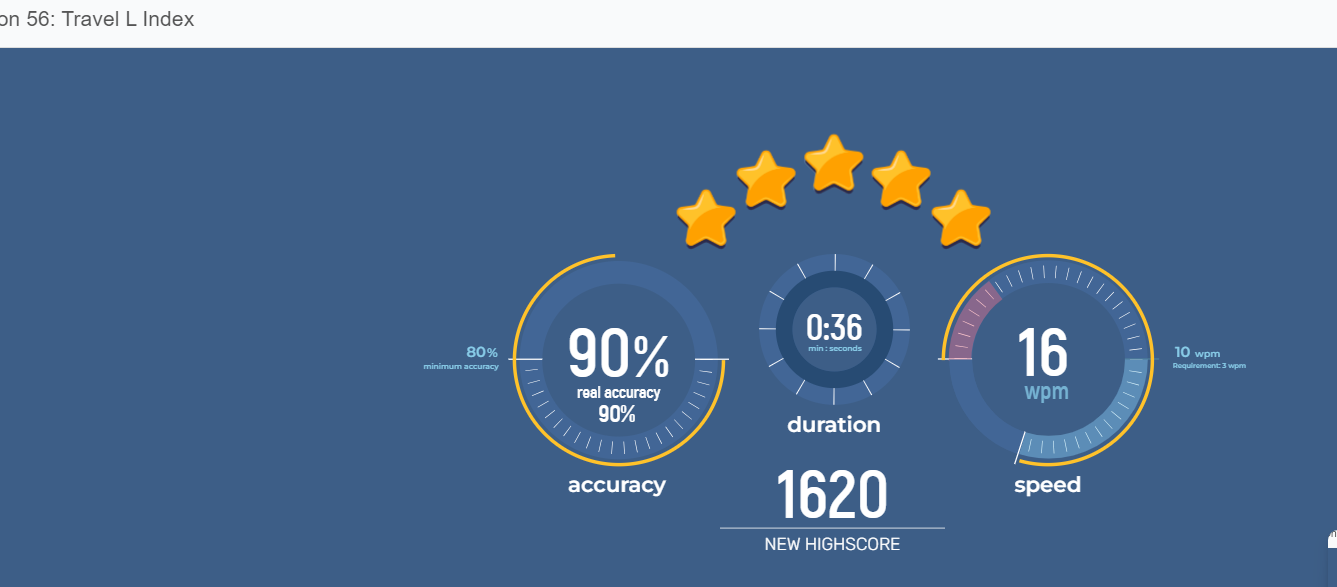 on 56: Travel L Index
80%
minimum accuracy
90%
real accuracy
90%
accuracy
0:36
min : seconds
duration
1620
NEW HIGHSCORE
16
wpm
speed
10 wpm
Requirement: 3 wpm